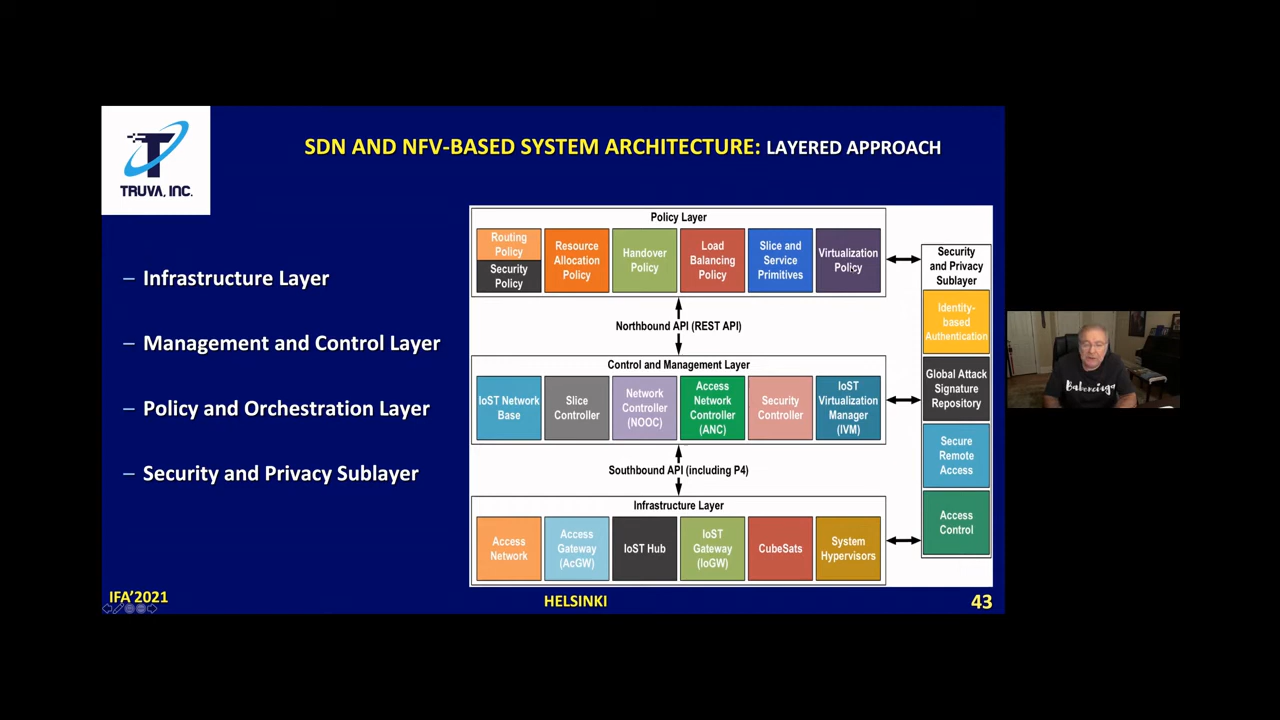 TRUVA, INC.
SDN AND NFV-BASED SYSTEM ARCHITECTURE: LAYERED APPROACH
– Infrastructure Layer
– Management and Control Layer
– Policy and Orchestration Layer
– Security and Privacy Sublayer
Policy Layer
Routing
Policy
Security
Policy
Resource
Allocation
Policy
Handover
Policy
Load
Balancing
Policy
Slice and
Service
Primitives
Virtualization
Policy
Northbound API (REST API)
Control and Management Layer
IoST Network
Base
Slice
Controller
Network
Controller
(NOOC)
Access
Network
Controller
(ANC)
Security
Controller
IoST
Virtualization
Manager
(IVM)
Southbound API (including P4)
Infrastructure Layer
Access
Network
Access
Gateway
(AcGW)
IoST Hub
IoST
Gateway
(IoGW)
CubeSats
System
Hypervisors
Security
and Privacy
Sublayer
Identity-
based
Authentication
Global Attack
Signature
Repository
Secure
Remote
Access
Access
Control
IFA'2021
HELSINKI
43